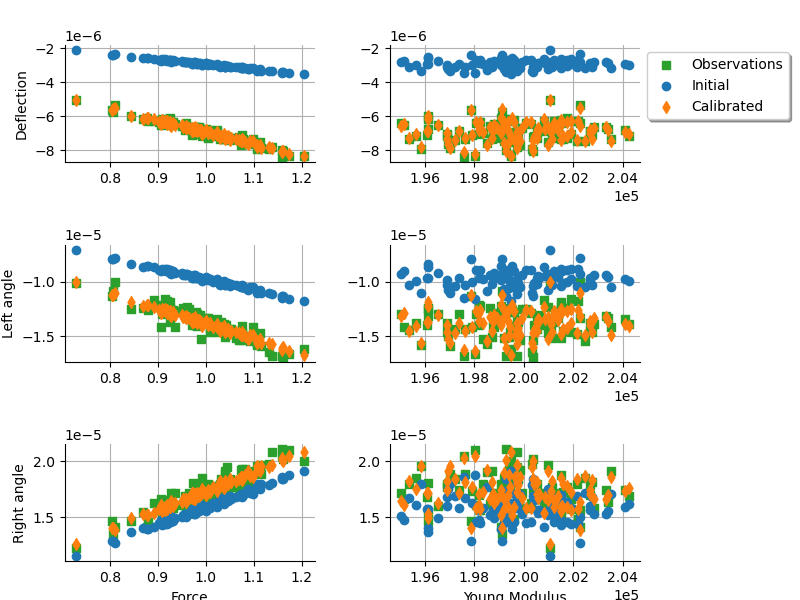 1e−6
1e−6
−2
−4
−6
−8
Deflection
0.8 0.9 1.0 1.1 1.2
−2
−4
−6
−8
1.96 1.98 2.00 2.02 2.04
1e5
Observations
Initial
Calibrated
1e−5
1e−5
−1.0
−1.5
Left angle
0.8 0.9 1.0 1.1 1.2
−1.0
−1.5
1.96 1.98 2.00 2.02 2.04
1e5
1e−5
1e−5
2.0
1.5
Right angle
0.8 0.9 1.0 1.1 1.2
Force
2.0
1.5
1.96 1.98 2.00 2.02 2.04
1e5
Young Modulus